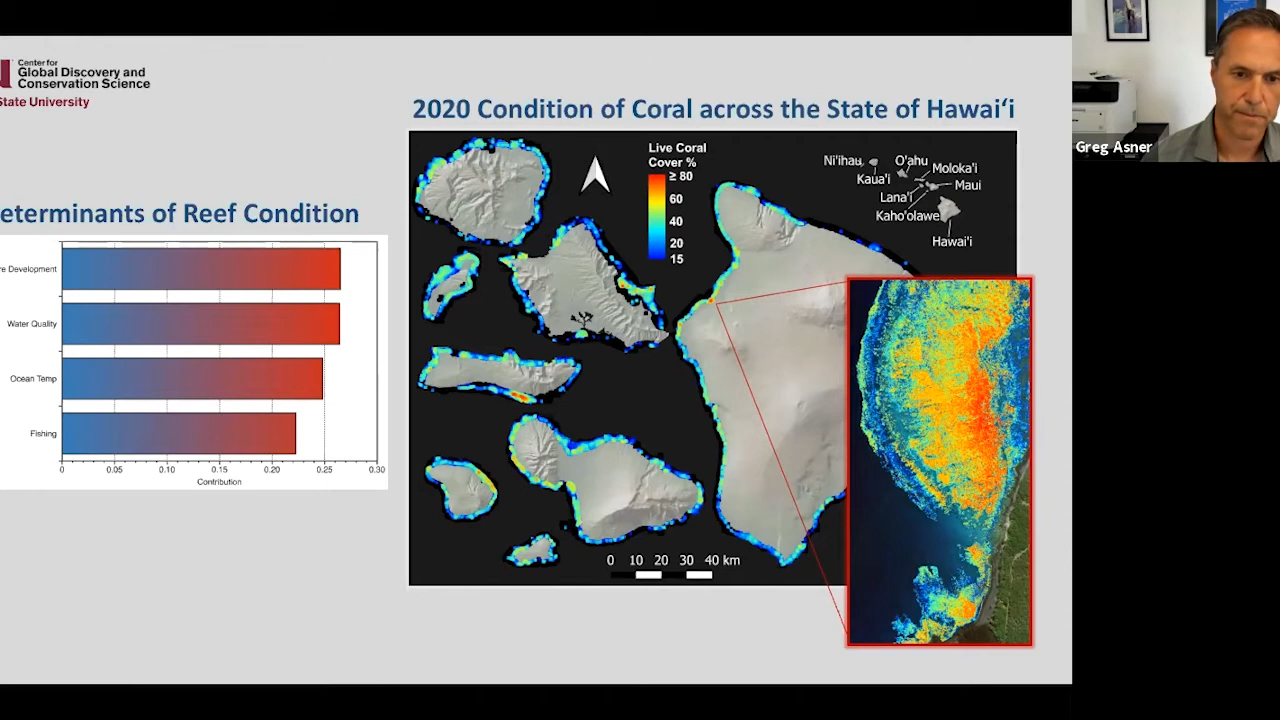 Center for
Global Discovery and
Conservation Science
State University
2020 Condition of Coral across the State of Hawaiʻi
eterminants of Reef Condition
re Development
Water Quality
Ocean Temp
Fishing
0 0.05 0.10 0.20 0.25 0.30
Contribution
Live Coral
Cover %
≥ 80
60
40
20
15
Ni'ihau
O'ahu
Moloka'i
Kaua'i
Maui
Lana'i
Kaho'olawe
Hawai'i
0 10 20 30 40 km
Greg Asner